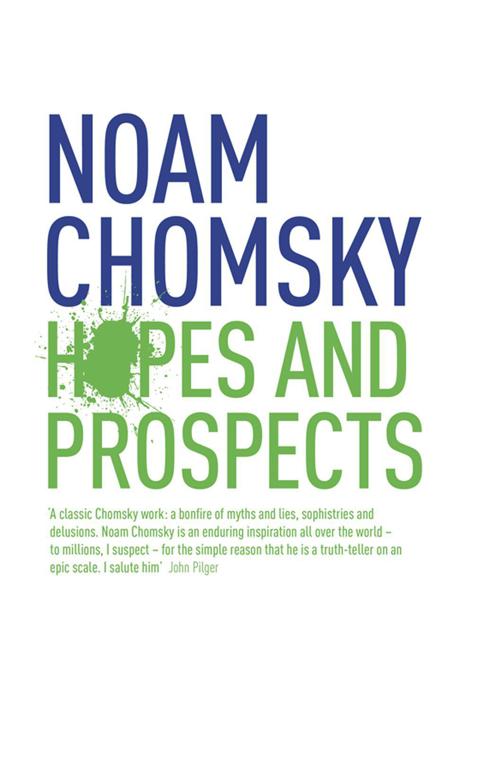 NOAM
CHOMSKY
HOPES AND
PROSPECTS
‘A classic Chomsky work: a bonfire of myths and lies, sophistries and
delusions. Noam Chomsky is an enduring inspiration all over the world –
to millions, I suspect – for the simple reason that he is a truth-teller on an
epic scale. I salute him’ John Pilger